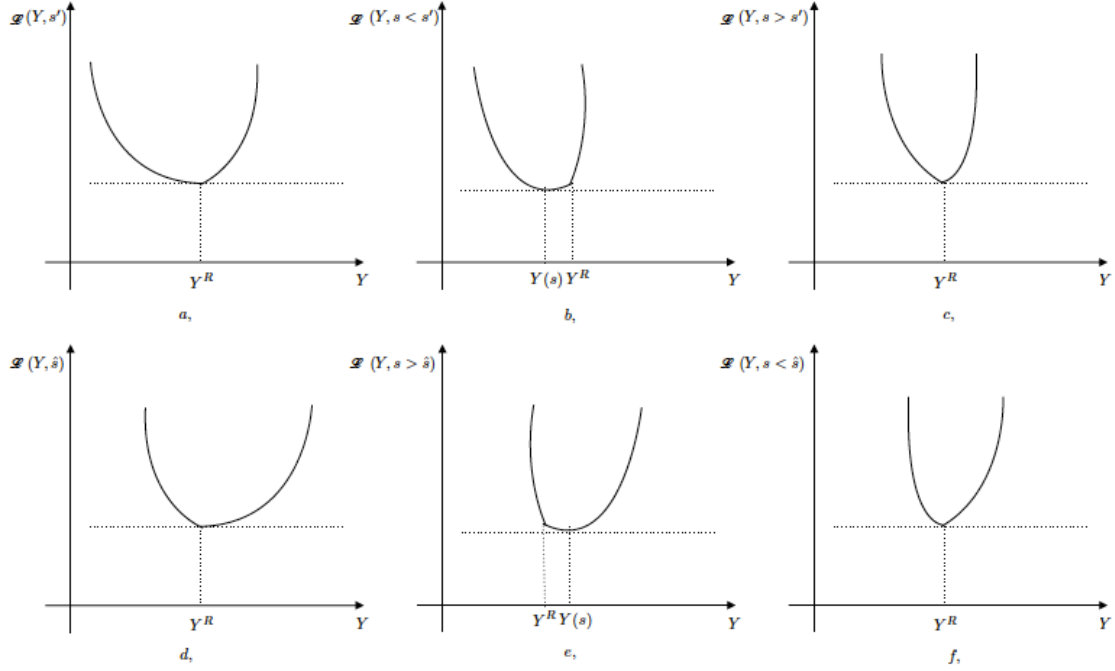 ℒ (Y, s′)
ℒ (Y, s < s′)
ℒ (Y, s > s′)
Y^R
Y
Y(s) Y^R
Y
Y^R
Y
a,
b,
c,
ℒ (Y, ŝ)
ℒ (Y, s > ŝ)
ℒ (Y, s < ŝ)
Y^R
Y
Y^R Y(s)
Y
Y^R
Y
d,
e,
f,